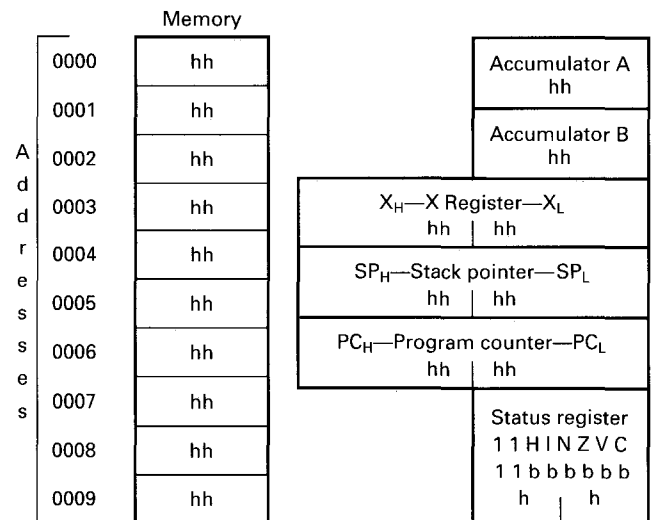 Memory
Addresses
0000 hh
0001 hh
0002 hh
0003 hh
0004 hh
0005 hh
0006 hh
0007 hh
0008 hh
0009 hh
Accumulator A
hh
Accumulator B
hh
X_H—X Register—X_L
hh hh
SP_H—Stack pointer—SP_L
hh hh
PC_H—Program counter—PC_L
hh hh
Status register
1 1 H I N Z V C
1 1 b b b b b b
h h